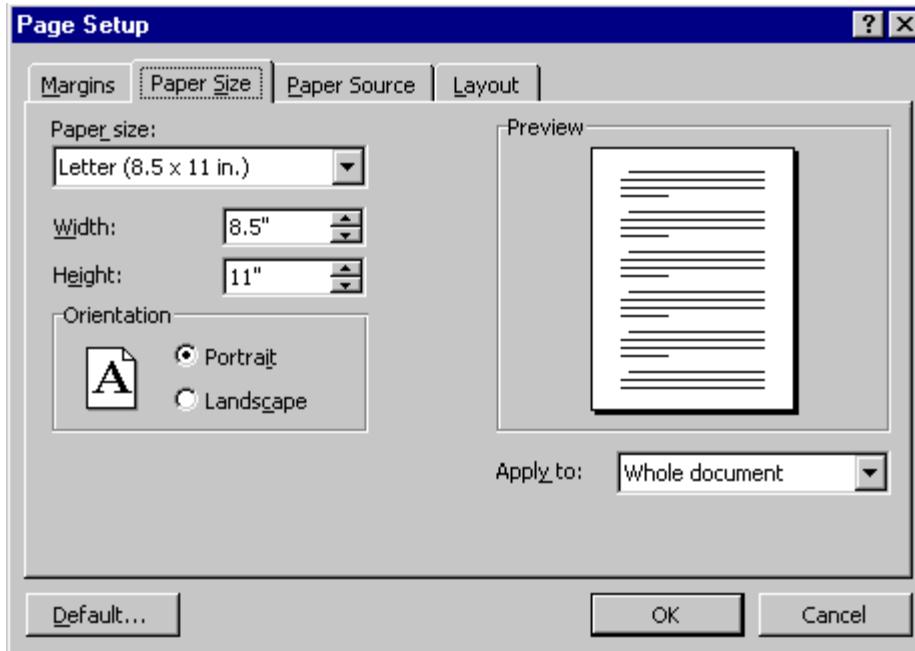 Page Setup
Margins
Paper Size
Paper Source
Layout
Paper size:
Letter (8.5 x 11 in.)
Width:
8.5"
Height:
11"
Orientation
A
Portrait
Landscape
Preview
Apply to:
Whole document
Default...
OK
Cancel